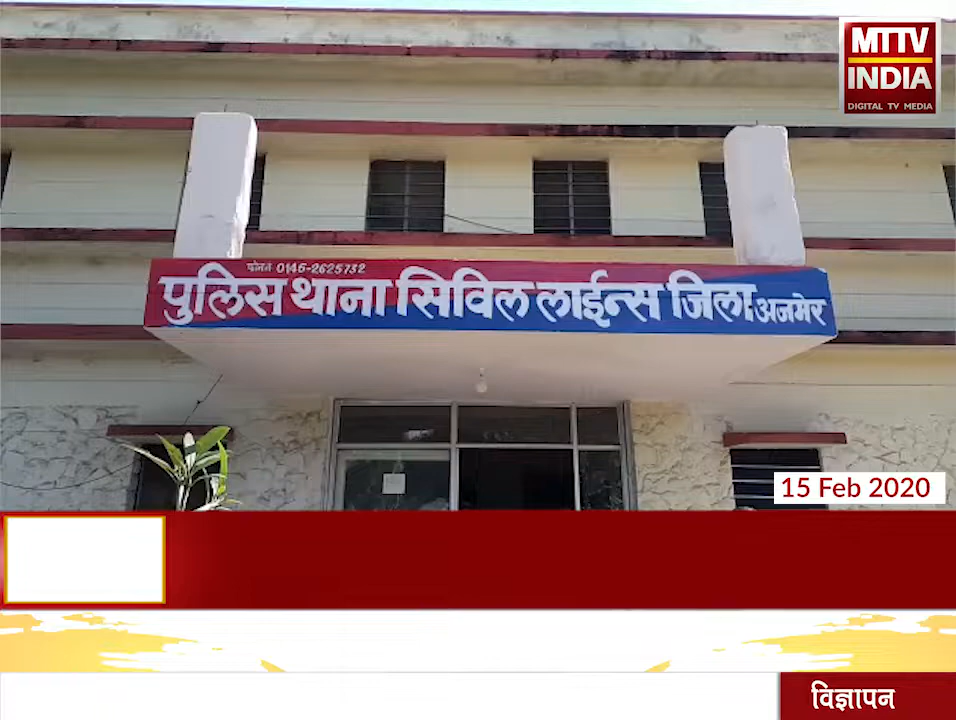 MTTV
INDIA
DIGITAL TV MEDIA
फोन नं 0145-2625732
पुलिस थाना सिविल लाईन्स जिला अजमेर
15 Feb 2020
विज्ञापन